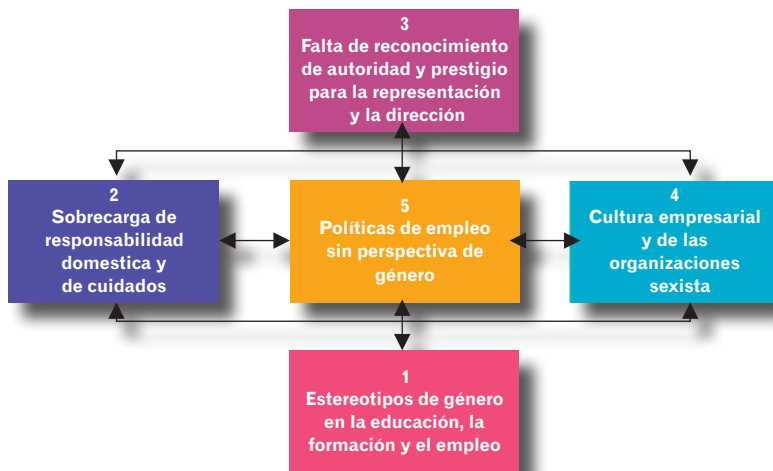 3
Falta de reconocimiento
de autoridad y prestigio
para la representación
y la dirección
2
Sobrecarga de
responsabilidad
domestica y
de cuidados
5
Políticas de empleo
sin perspectiva de
género
4
Cultura empresarial
y de las
organizaciones
sexista
1
Estereotipos de género
en la educación, la
formación y el empleo